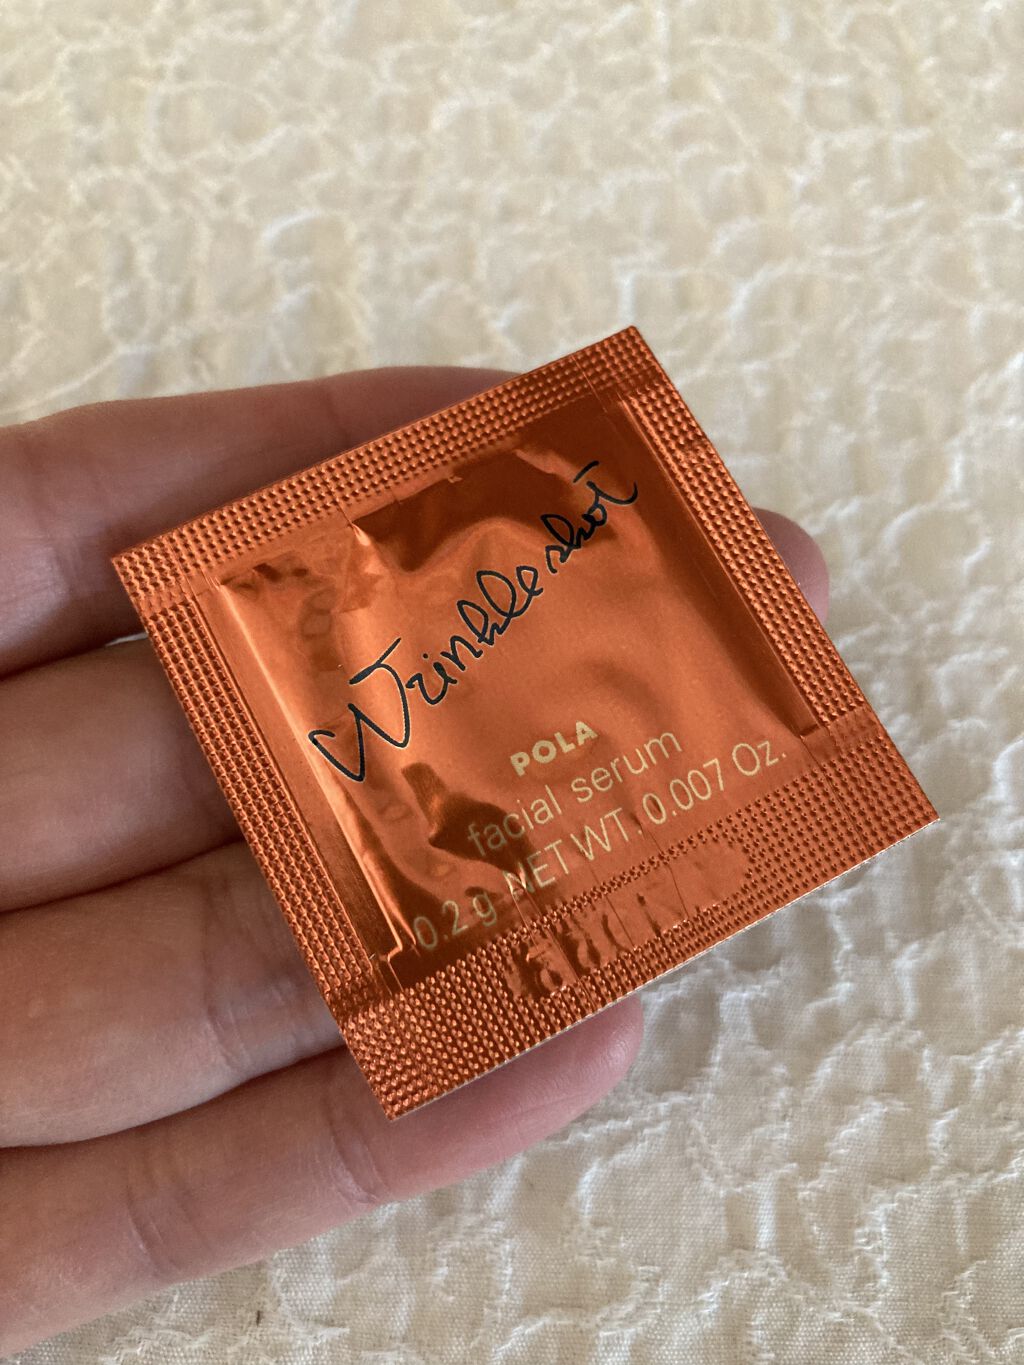 Wrinkle shot
POLA
facial serum
0.2 g NET WT. 0.007 Oz.